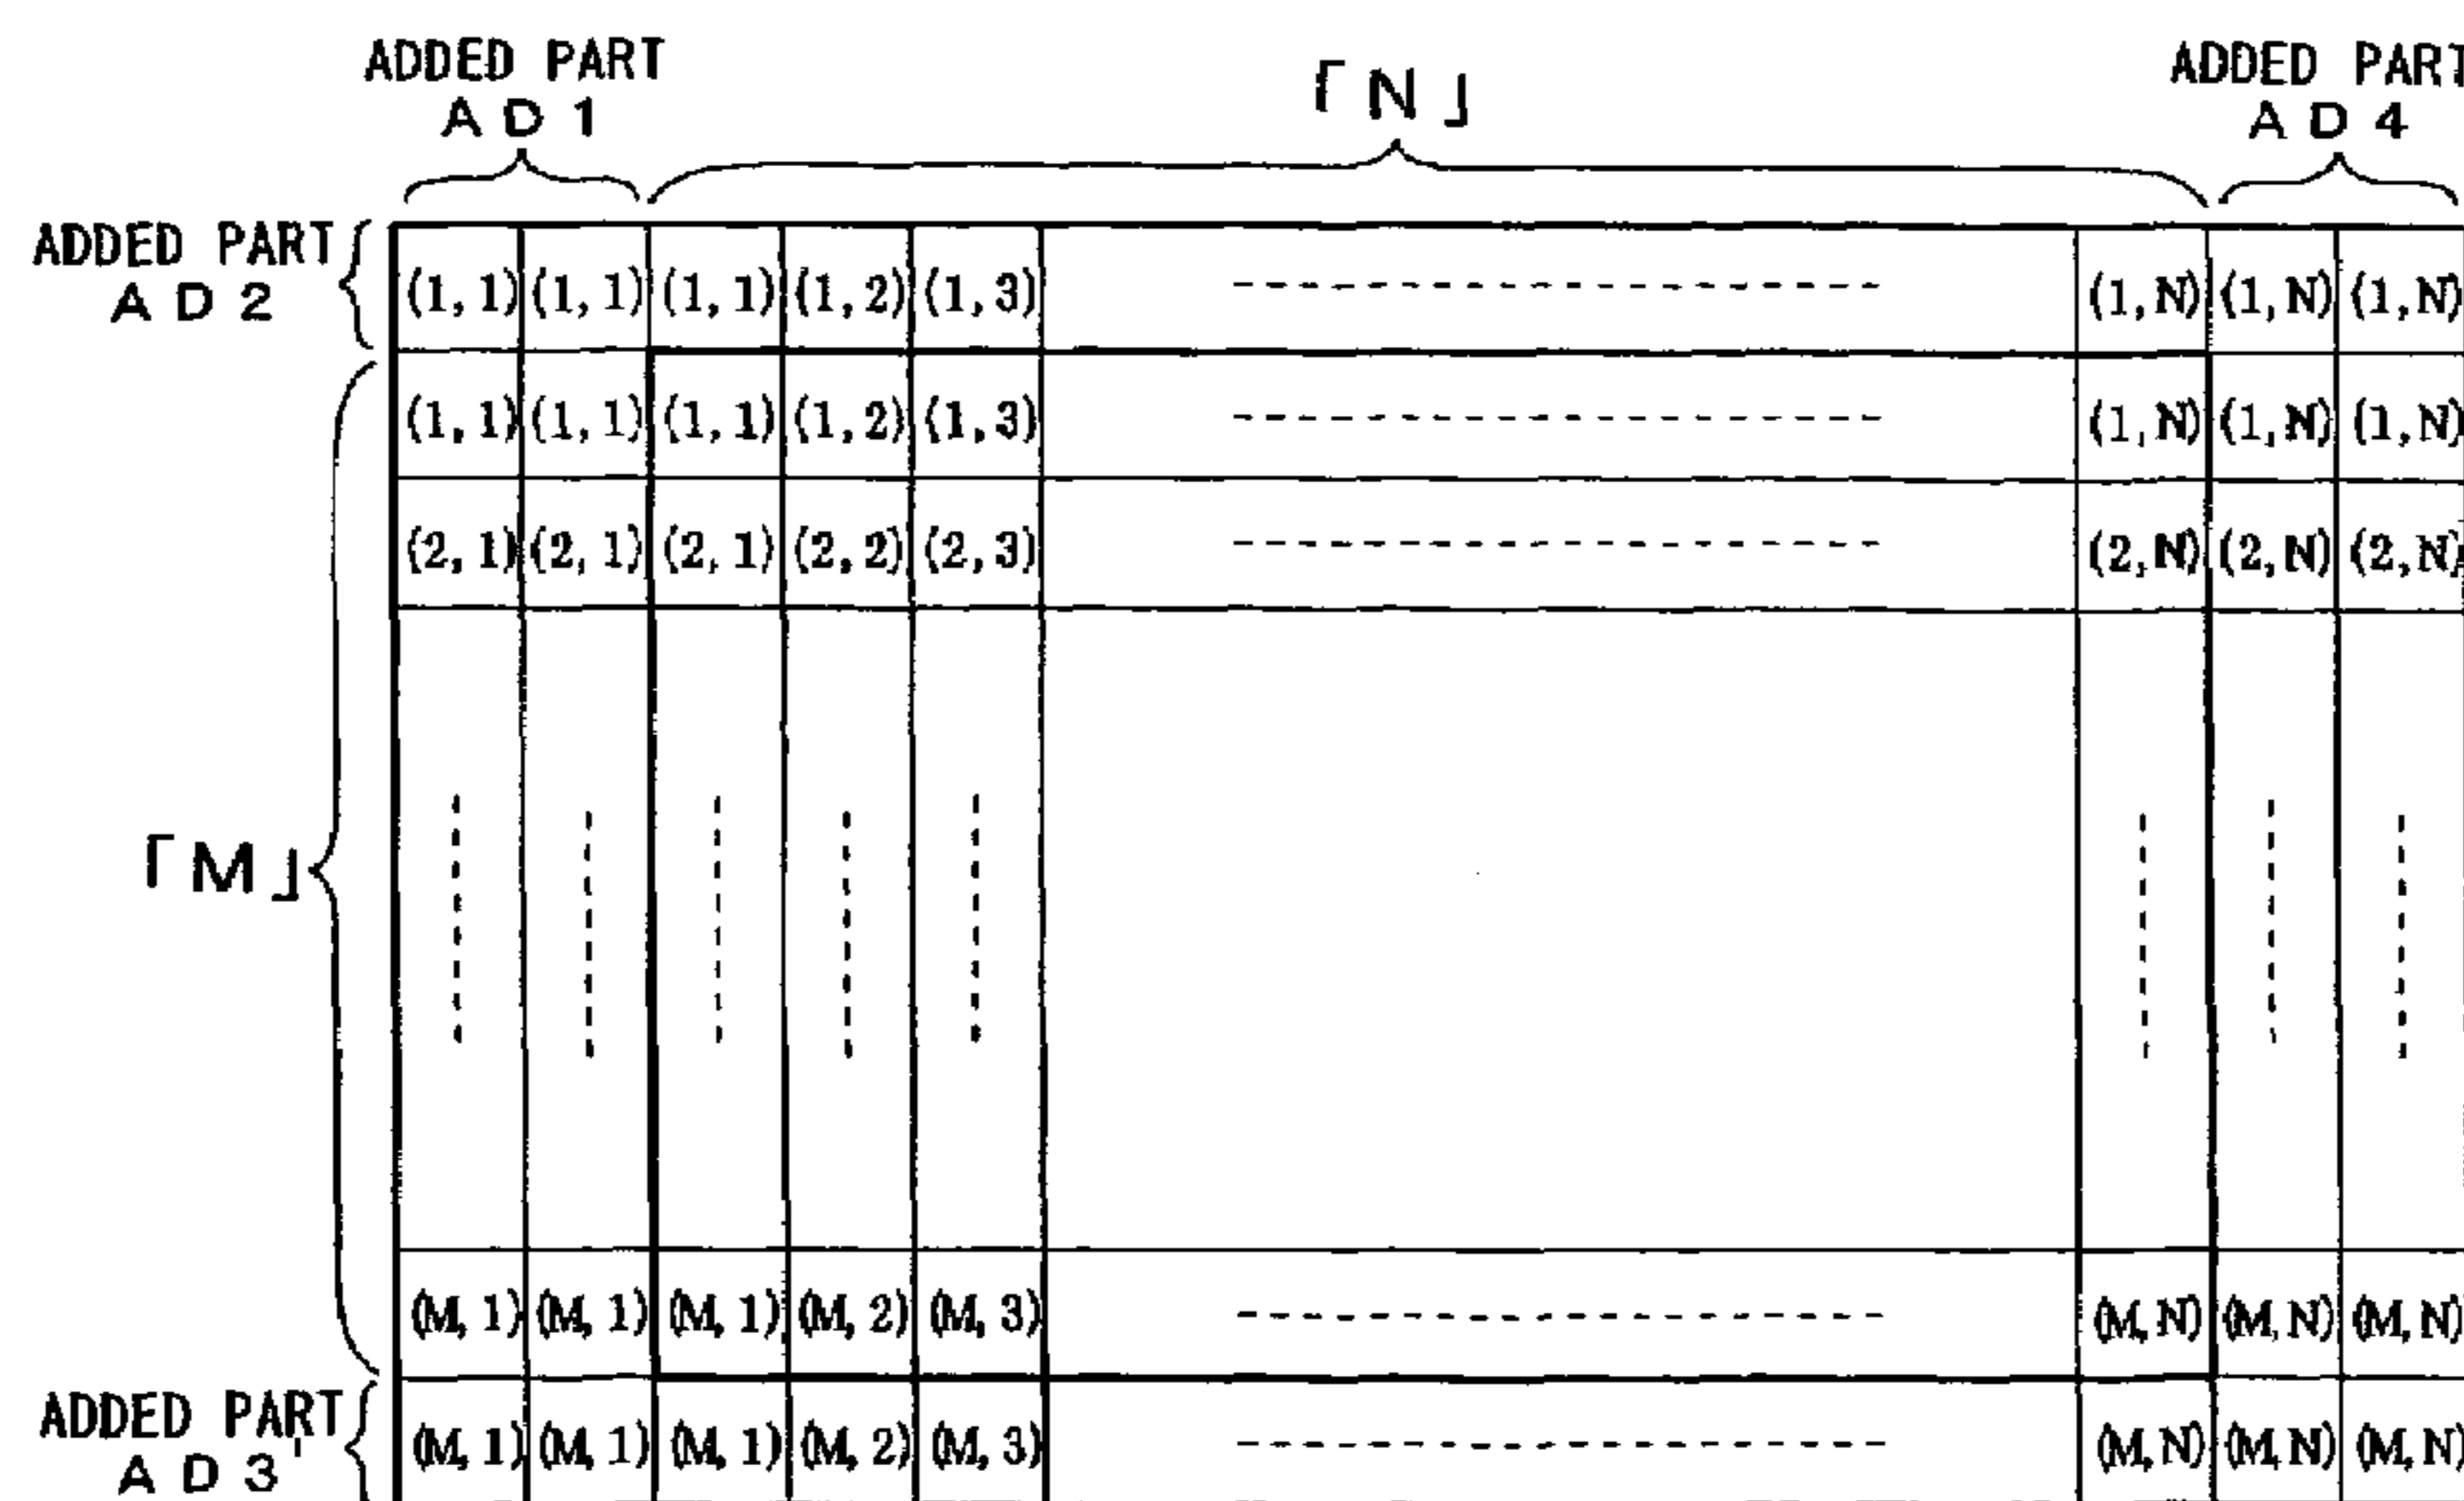 ADDED PART
AD1
「N」
ADDED PART
AD4
ADDED PART
AD2
(1,1) (1,1) (1,1) (1,2) (1,3) (1,N) (1,N) (1,N)
(1,1) (1,1) (1,1) (1,2) (1,3) (1,N) (1,N) (1,N)
(2,1) (2,1) (2,1) (2,2) (2,3) (2,N) (2,N) (2,N)
「M」
(M,1) (M,1) (M,1) (M,2) (M,3) (M,N) (M,N) (M,N)
ADDED PART
AD3'
(M,1) (M,1) (M,1) (M,2) (M,3) (M,N) (M,N) (M,N)